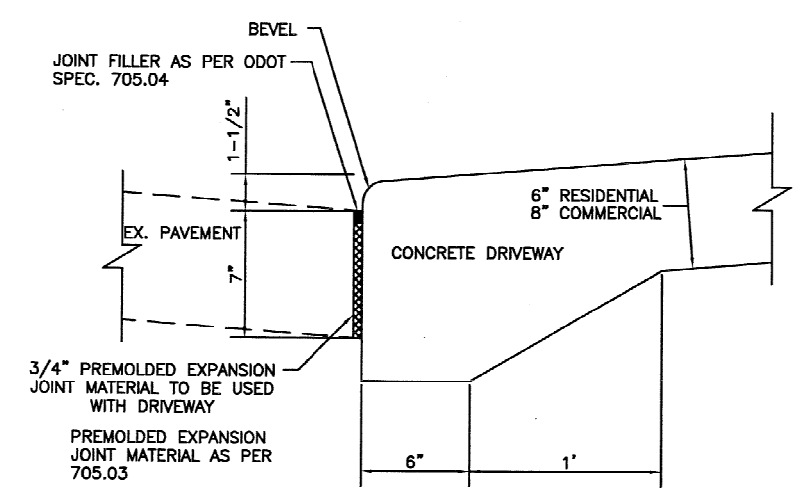 BEVEL
JOINT FILLER AS PER ODOT
SPEC. 705.04
1-1/2"
EX. PAVEMENT
7"
6" RESIDENTIAL
8" COMMERCIAL
CONCRETE DRIVEWAY
3/4" PREMOLDED EXPANSION
JOINT MATERIAL TO BE USED
WITH DRIVEWAY
PREMOLDED EXPANSION
JOINT MATERIAL AS PER
705.03
6"
1'